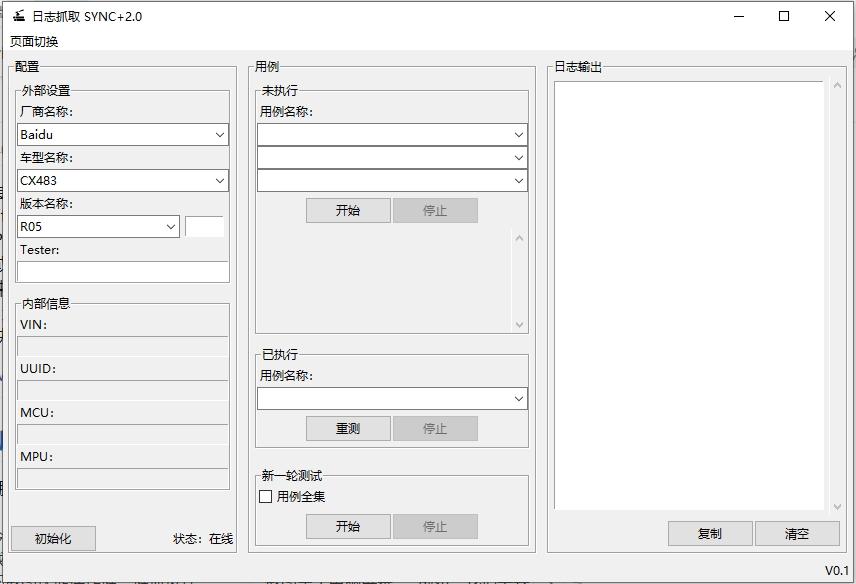 日志抓取 SYNC+2.0
页面切换
配置
外部设置
厂商名称：
Baidu
车型名称：
CX483
版本名称：
R05
Tester:
内部信息
VIN：
UUID：
MCU：
MPU：
初始化
状态：在线
用例
未执行
用例名称：
开始
停止
已执行
用例名称：
重测
停止
新一轮测试
用例全集
开始
停止
日志输出
复制
清空
V0.1